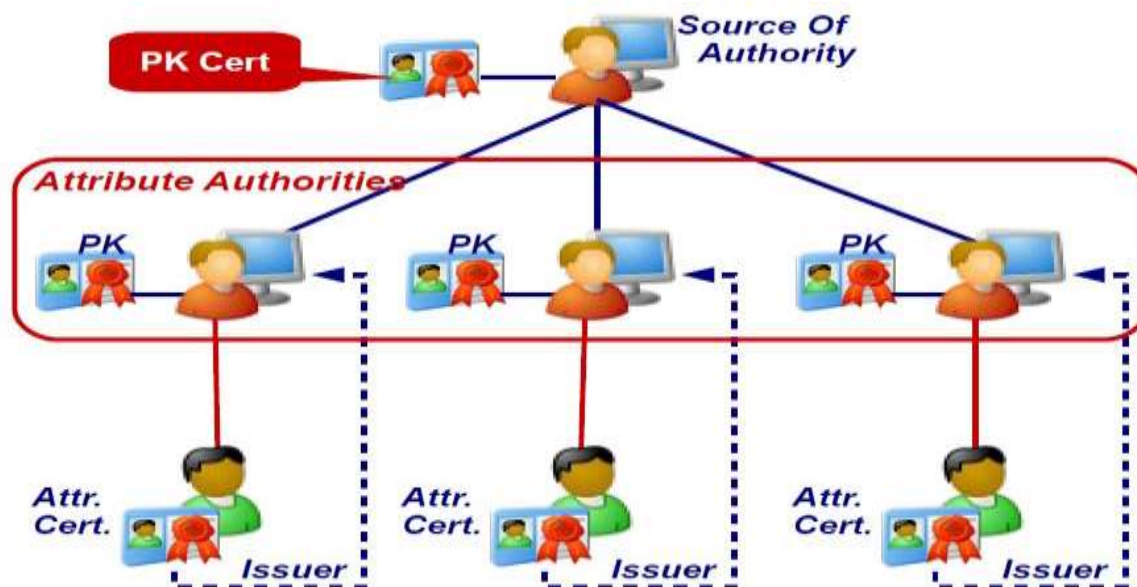 PK Cert
Source Of
Authority
Attribute Authorities
PK
PK
PK
Attr.
Cert.
Issuer
Attr.
Cert.
Issuer
Attr.
Cert.
Issuer